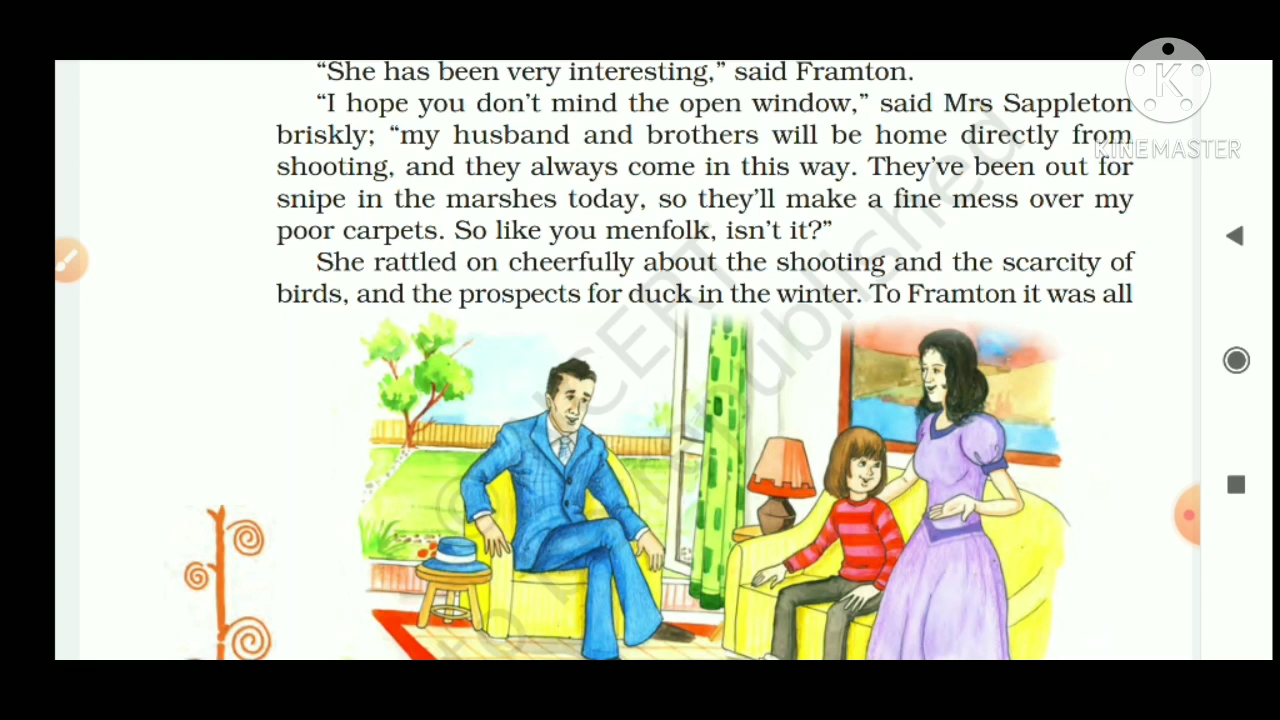 “She has been very interesting,” said Framton.
“I hope you don’t mind the open window,” said Mrs Sappleton
briskly; “my husband and brothers will be home directly from
shooting, and they always come in this way. They’ve been out for
snipe in the marshes today, so they’ll make a fine mess over my
poor carpets. So like you menfolk, isn’t it?”
She rattled on cheerfully about the shooting and the scarcity of
birds, and the prospects for duck in the winter. To Framton it was all
K
KINEMASTER
© NCERT
to be republished